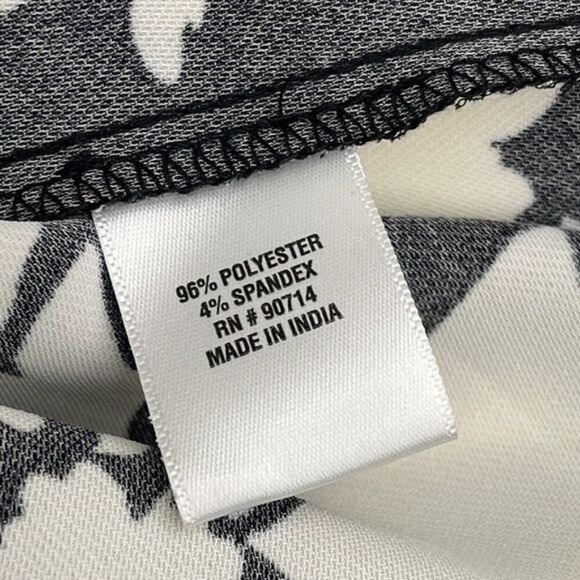 96% POLYESTER
4% SPANDEX
RN # 90714
MADE IN INDIA